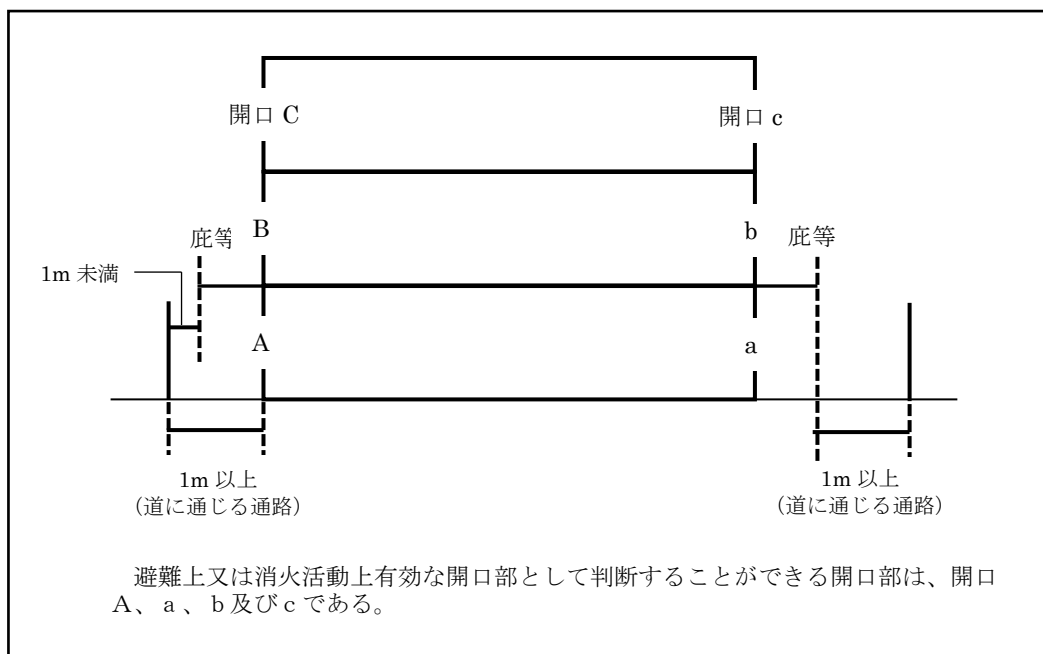 開口 C
開口 c
B
b
庇等
庇等
1m 未満
A
a
1m 以上
(道に通じる通路)
1m 以上
(道に通じる通路)
避難上又は消火活動上有効な開口部として判断することができる開口部は、開口
A、a、b及びcである。